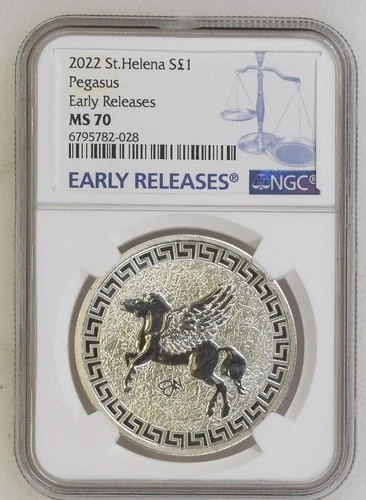 2022 St.Helena S£1
Pegasus
Early Releases
MS 70
6795782-028
EARLY RELEASES® NGC®